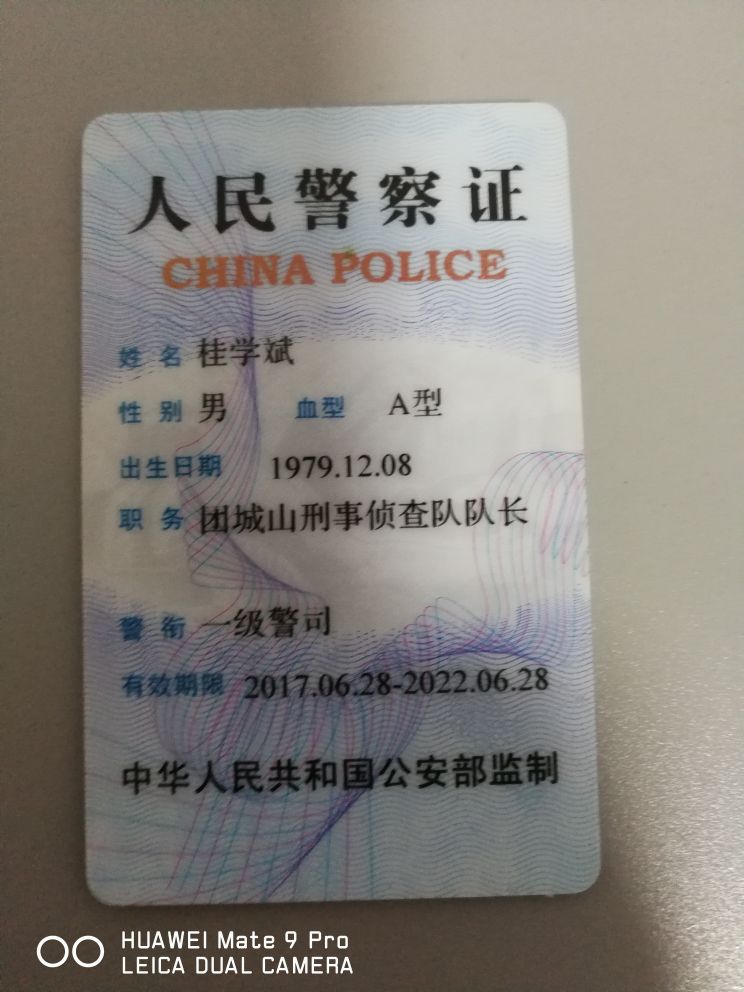 人民警察证
CHINA POLICE
姓名 桂学斌
性别 男 血型 A型
出生日期 1979.12.08
职务 团城山刑事侦查队队长
警衔 一级警司
有效期限 2017.06.28-2022.06.28
中华人民共和国公安部监制
HUAWEI Mate 9 Pro
LEICA DUAL CAMERA